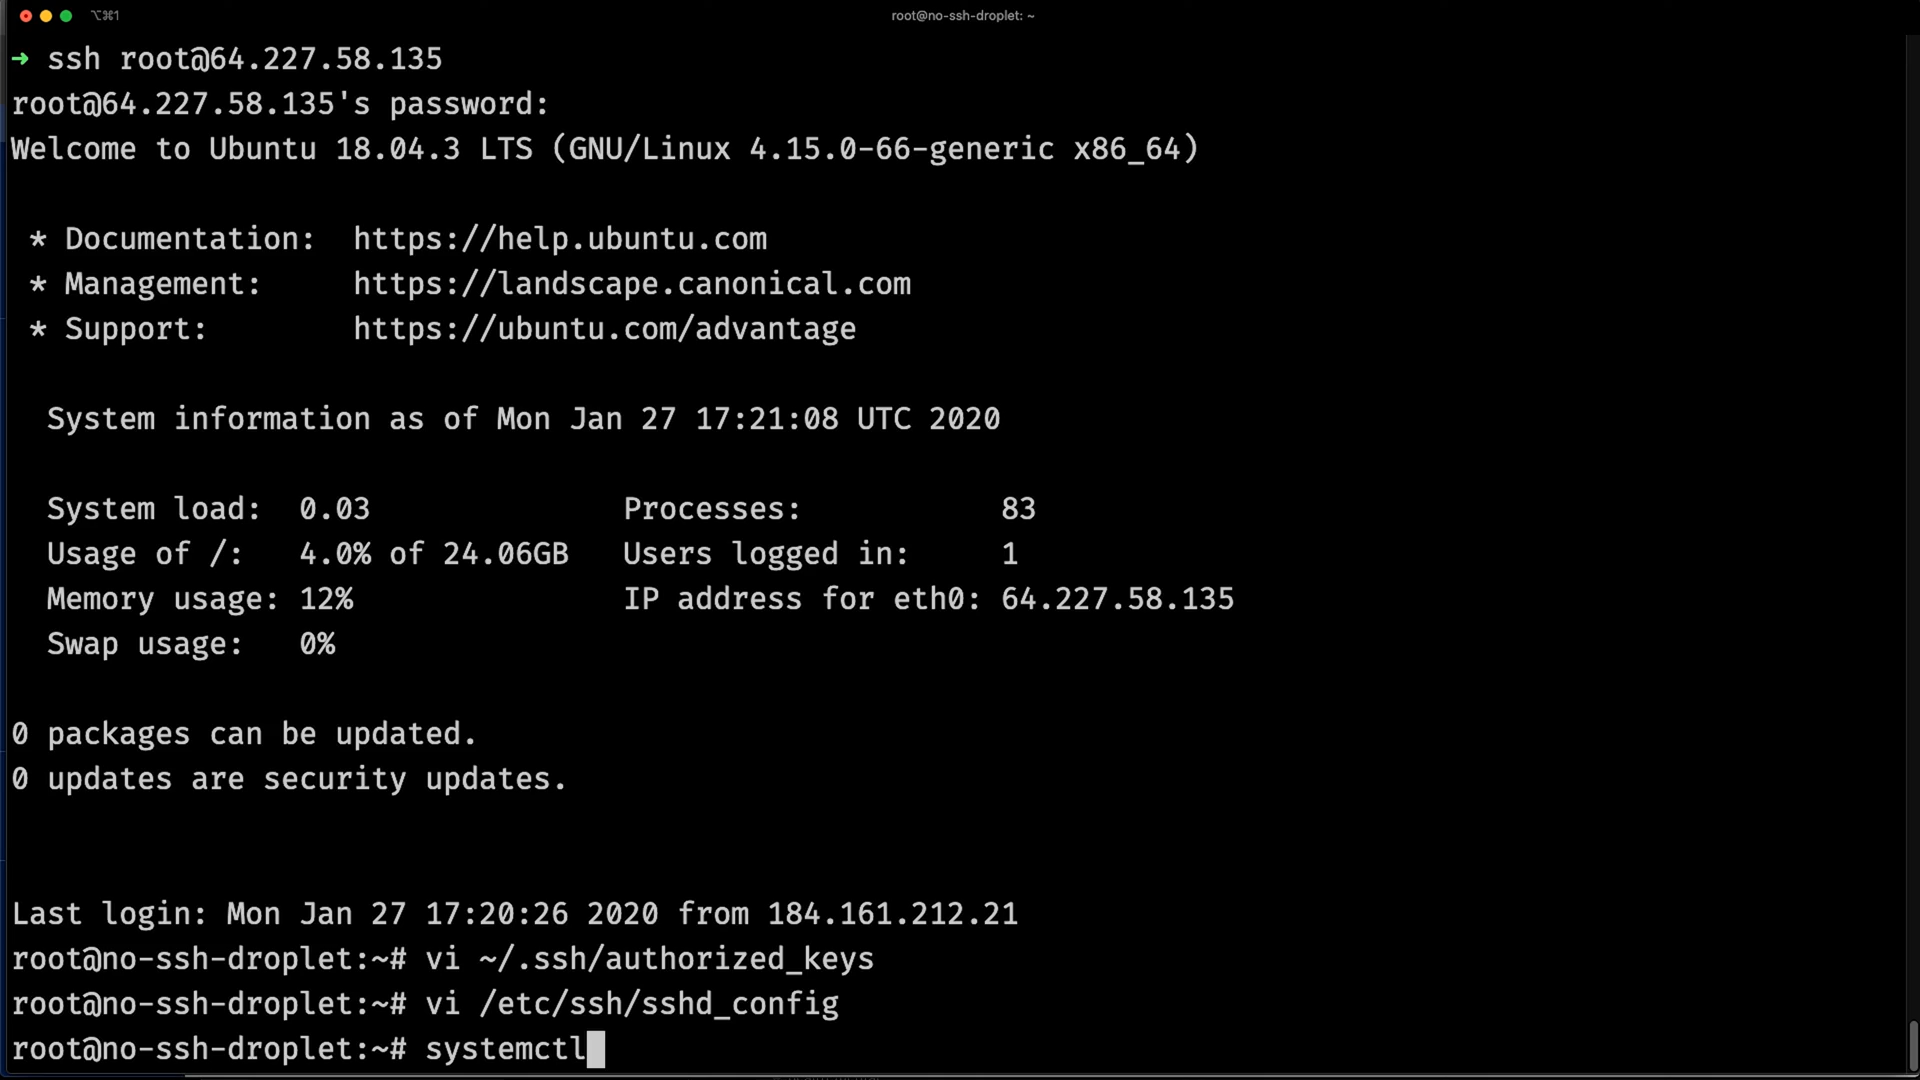 ⌥⌘1
root@no-ssh-droplet: ~
→ ssh root@64.227.58.135
root@64.227.58.135's password:
Welcome to Ubuntu 18.04.3 LTS (GNU/Linux 4.15.0-66-generic x86_64)
* Documentation:  https://help.ubuntu.com
* Management:     https://landscape.canonical.com
* Support:        https://ubuntu.com/advantage
System information as of Mon Jan 27 17:21:08 UTC 2020
System load:  0.03              Processes:           83
Usage of /:   4.0% of 24.06GB   Users logged in:     1
Memory usage: 12%               IP address for eth0: 64.227.58.135
Swap usage:   0%
0 packages can be updated.
0 updates are security updates.
Last login: Mon Jan 27 17:20:26 2020 from 184.161.212.21
root@no-ssh-droplet:~# vi ~/.ssh/authorized_keys
root@no-ssh-droplet:~# vi /etc/ssh/sshd_config
root@no-ssh-droplet:~# systemctl